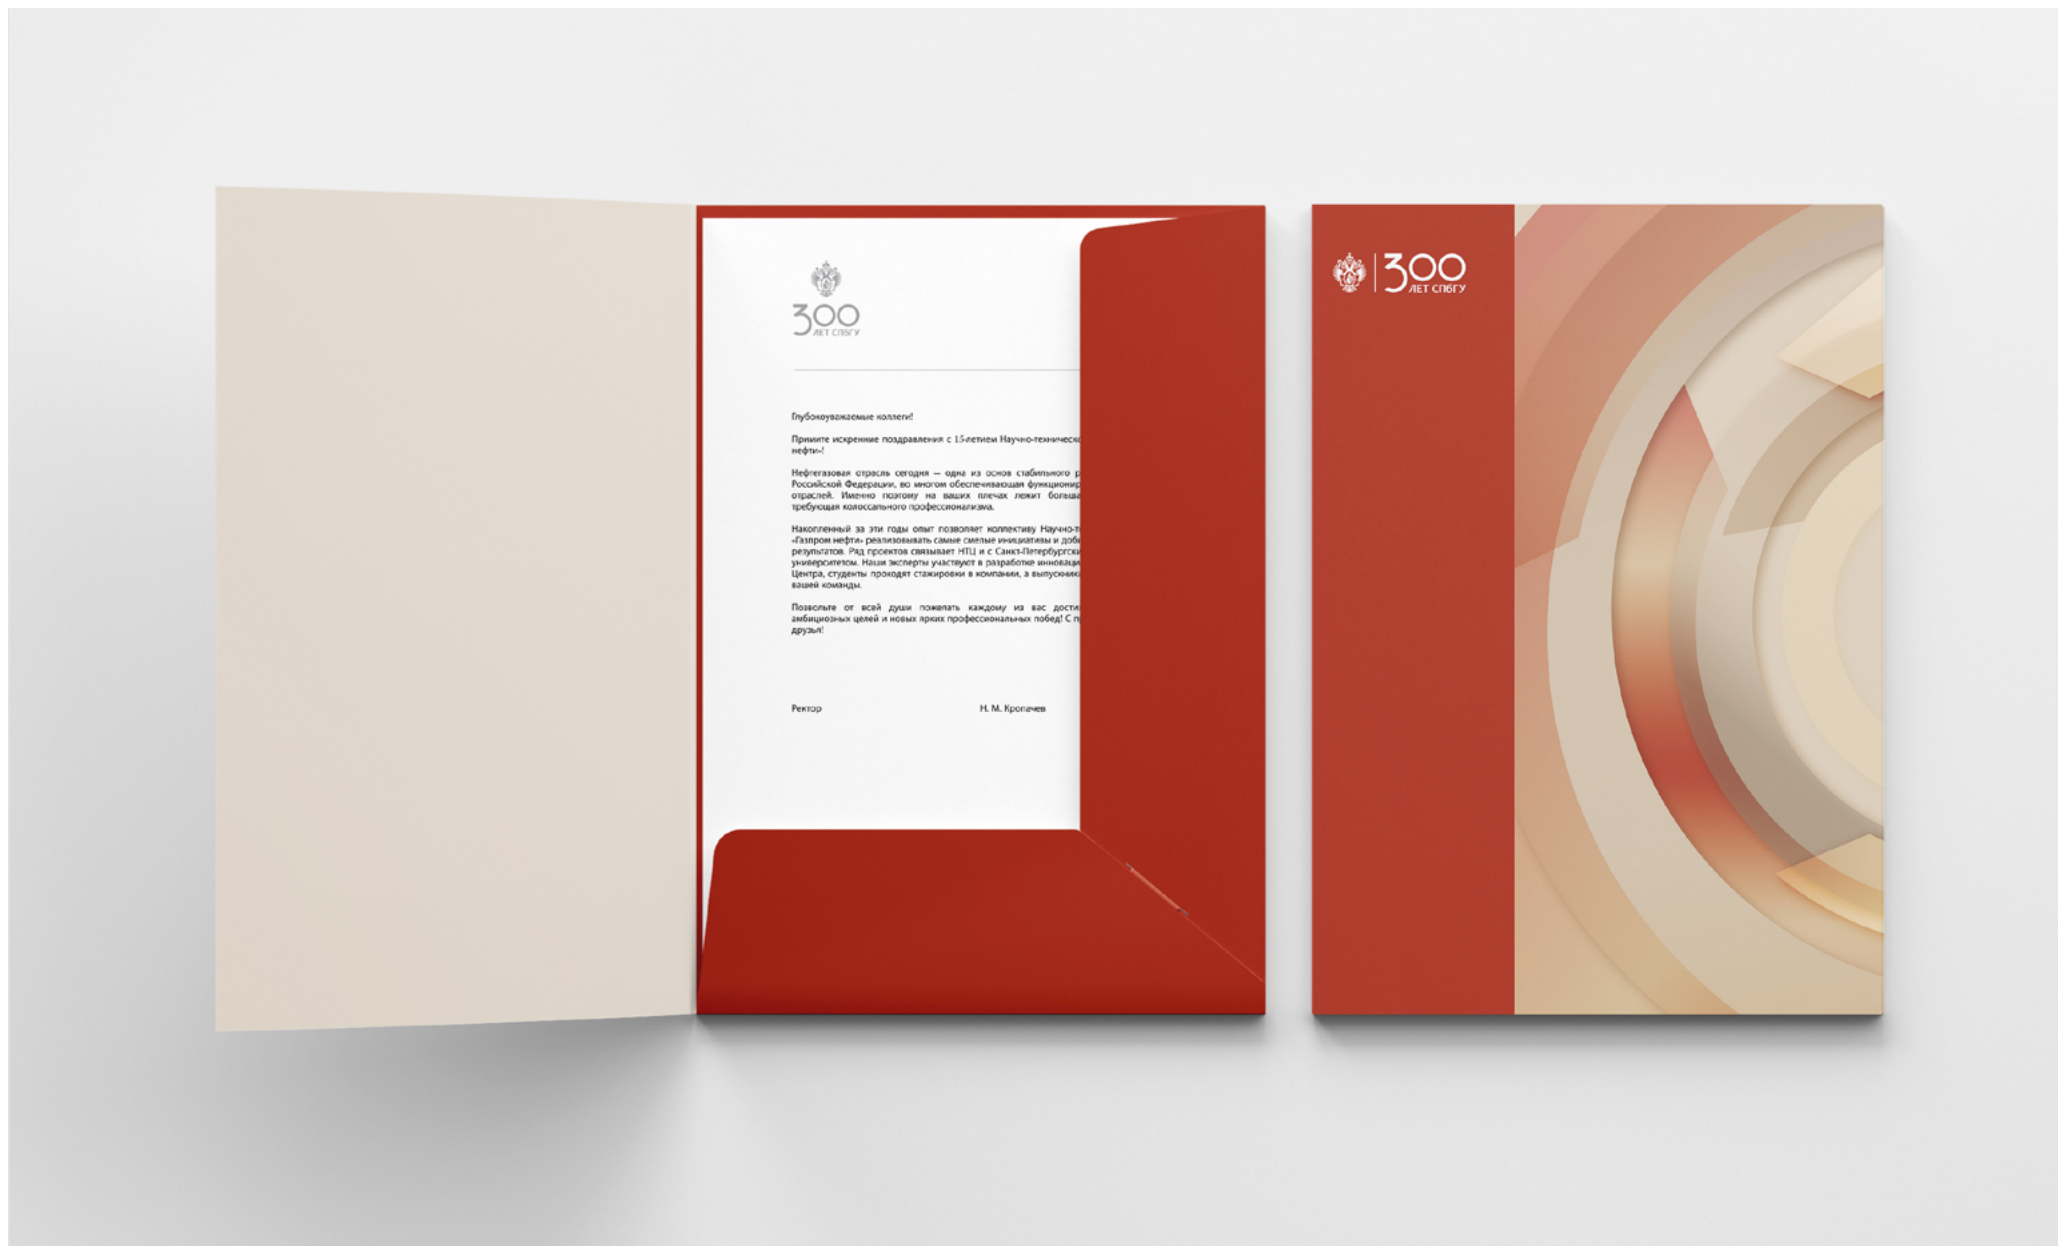 300
ЛЕТ СПбГУ
Глубокоуважаемые коллеги!
Примите искренние поздравления с 15-летием Научно-техническо
нефти»!
Нефтегазовая отрасль сегодня — одна из основ стабильного р
Российской Федерации, во многом обеспечивающая функционир
отраслей. Именно поэтому на ваших плечах лежит больша
требующая колоссального профессионализма.
Накопленный за эти годы опыт позволяет коллективу Научно-т
«Газпром нефти» реализовывать самые смелые инициативы и доби
результатов. Ряд проектов связывает НТЦ и с Санкт-Петербургски
университетом. Наши эксперты участвуют в разработке инноваци
Центра, студенты проходят стажировки в компании, а выпускник
вашей команды.
Позвольте от всей души пожелать каждому из вас дости
амбициозных целей и новых ярких профессиональных побед! С п
друзья!
Ректор Н. М. Кропачев
300
ЛЕТ СПбГУ